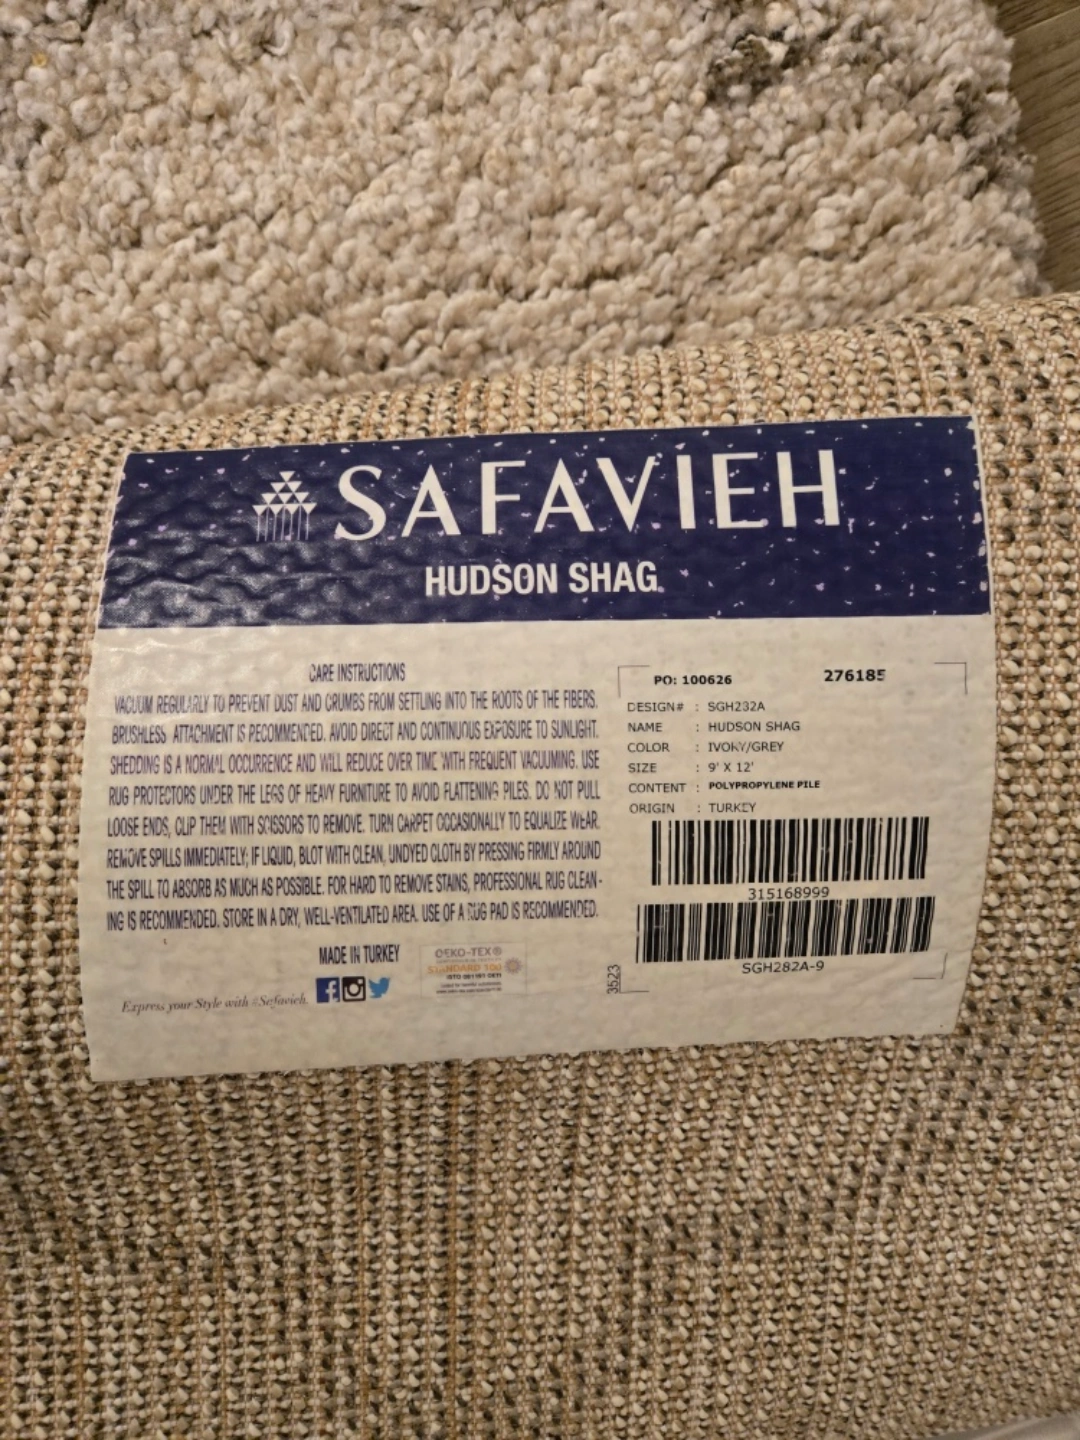 SAFAVIEH
HUDSON SHAG
CARE INSTRUCTIONS
VACUUM REGULARLY TO PREVENT DUST AND CRUMBS FROM SETTLING INTO THE ROOTS OF THE FIBERS.
BRUSHLESS ATTACHMENT IS RECOMMENDED. AVOID DIRECT AND CONTINUOUS EXPOSURE TO SUNLIGHT.
SHEDDING IS A NORMAL OCCURRENCE AND WILL REDUCE OVER TIME WITH FREQUENT VACUUMING. USE
RUG PROTECTORS UNDER THE LEGS OF HEAVY FURNITURE TO AVOID FLATTENING PILES. DO NOT PULL
LOOSE ENDS, CLIP THEM WITH SCISSORS TO REMOVE. TURN CARPET OCCASIONALLY TO EQUALIZE WEAR.
REMOVE SPILLS IMMEDIATELY; IF LIQUID, BLOT WITH CLEAN, UNDYED CLOTH BY PRESSING FIRMLY AROUND
THE SPILL TO ABSORB AS MUCH AS POSSIBLE. FOR HARD TO REMOVE STAINS, PROFESSIONAL RUG CLEAN-
ING IS RECOMMENDED. STORE IN A DRY, WELL-VENTILATED AREA. USE OF A RUG PAD IS RECOMMENDED.
MADE IN TURKEY
Express your Style with #Safavieh.
OEKO-TEX®
STANDARD 100
PO: 100626 276185
DESIGN# : SGH232A
NAME : HUDSON SHAG
COLOR : IVORY/GREY
SIZE : 9' X 12'
CONTENT : POLYPROPYLENE PILE
ORIGIN : TURKEY
315168999
SGH282A-9
3523